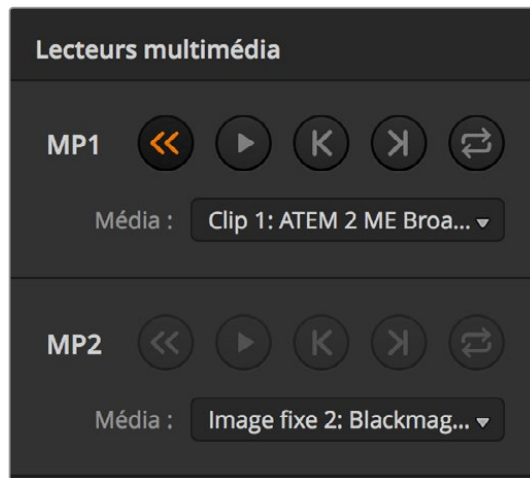 Lecteurs multimédia
MP1
Média : Clip 1: ATEM 2 ME Broa...
MP2
Média : Image fixe 2: Blackmag...